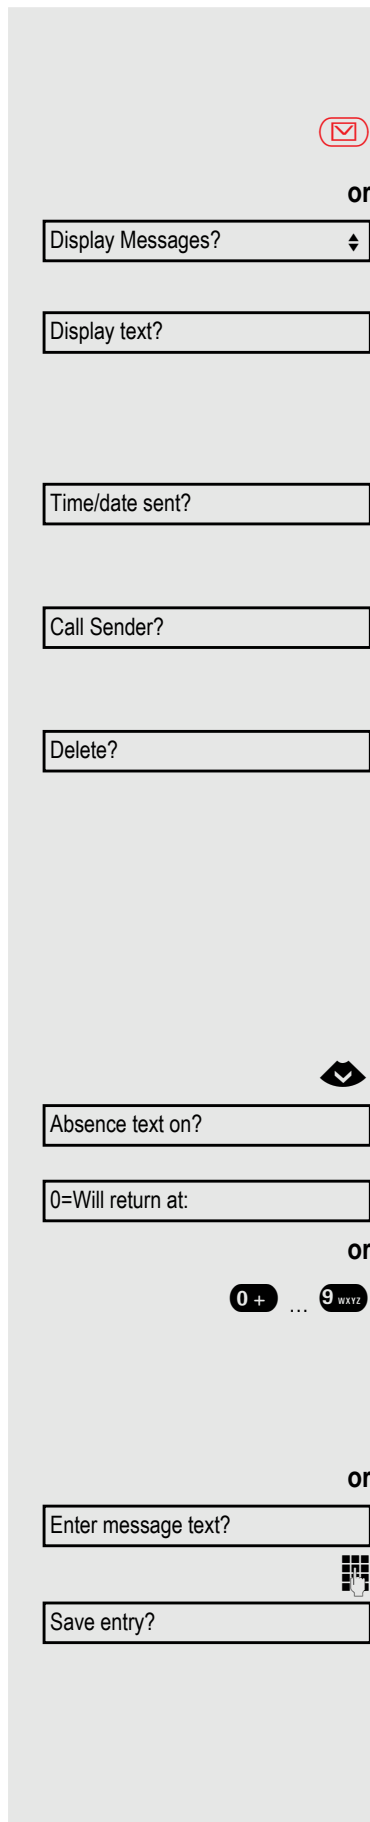 or
Display Messages?
Display text?
Time/date sent?
Call Sender?
Delete?
Absence text on?
0=Will return at:
or
0 + ... 9 WXYZ
or
Enter message text?
Save entry?